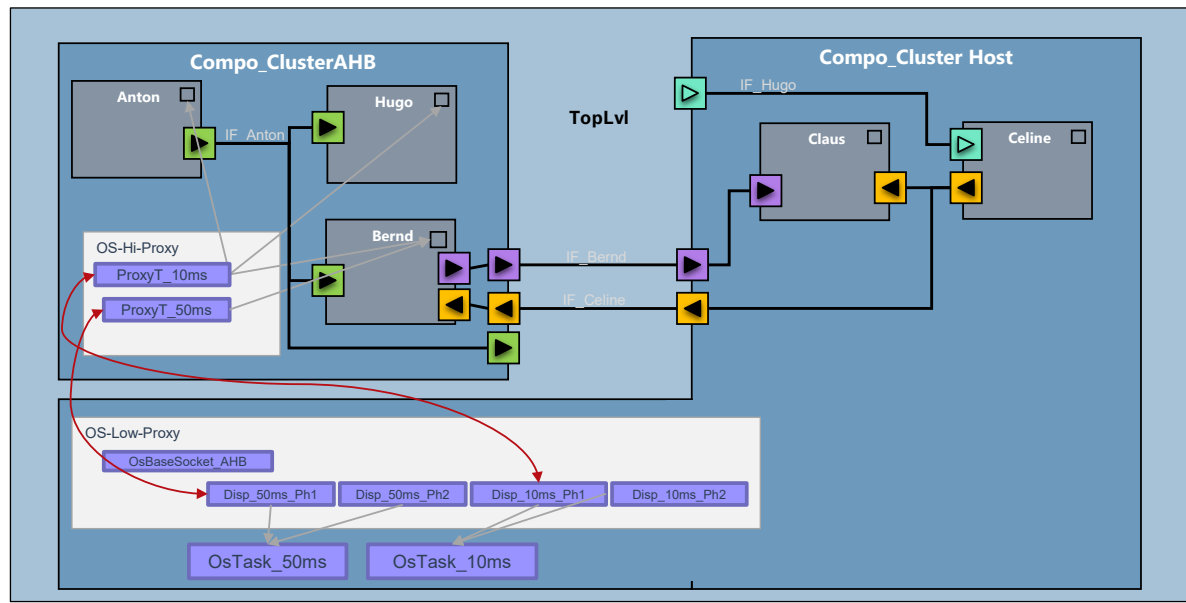 Compo_ClusterAHB
Compo_Cluster Host
Anton
Hugo
IF_Anton
IF_Hugo
TopLvl
Claus
Celine
Bernd
OS-Hi-Proxy
ProxyT_10ms
ProxyT_50ms
IF_Bernd
IF_Celine
OS-Low-Proxy
OsBaseSocket_AHB
Disp_50ms_Ph1
Disp_50ms_Ph2
Disp_10ms_Ph1
Disp_10ms_Ph2
OsTask_50ms
OsTask_10ms